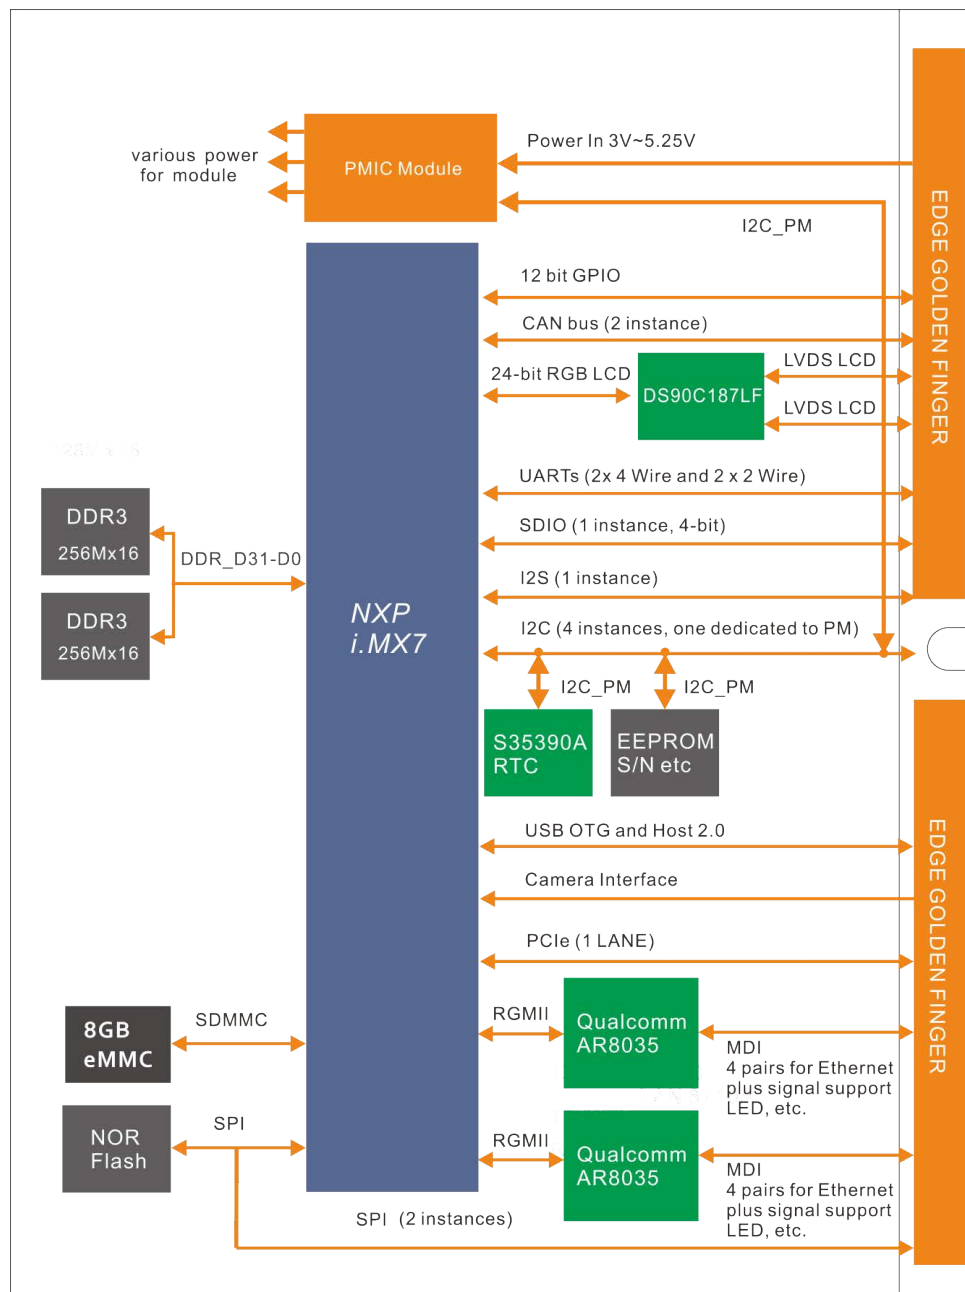 Power In 3V~5.25V
various power
for module
PMIC Module
I2C_PM
EDGE GOLDEN FINGER
12 bit GPIO
CAN bus (2 instance)
24-bit RGB LCD
DS90C187LF
LVDS LCD
LVDS LCD
UARTs (2x 4 Wire and 2 x 2 Wire)
SDIO (1 instance, 4-bit)
I2S (1 instance)
I2C (4 instances, one dedicated to PM)
DDR3
256Mx16
DDR_D31-D0
DDR3
256Mx16
NXP
i.MX7
I2C_PM
I2C_PM
S35390A
RTC
EEPROM
S/N etc
USB OTG and Host 2.0
Camera Interface
PCIe (1 LANE)
EDGE GOLDEN FINGER
8GB
eMMC
SDMMC
RGMII
Qualcomm
AR8035
MDI
4 pairs for Ethernet
plus signal support
LED, etc.
NOR
Flash
SPI
RGMII
Qualcomm
AR8035
MDI
4 pairs for Ethernet
plus signal support
LED, etc.
SPI (2 instances)